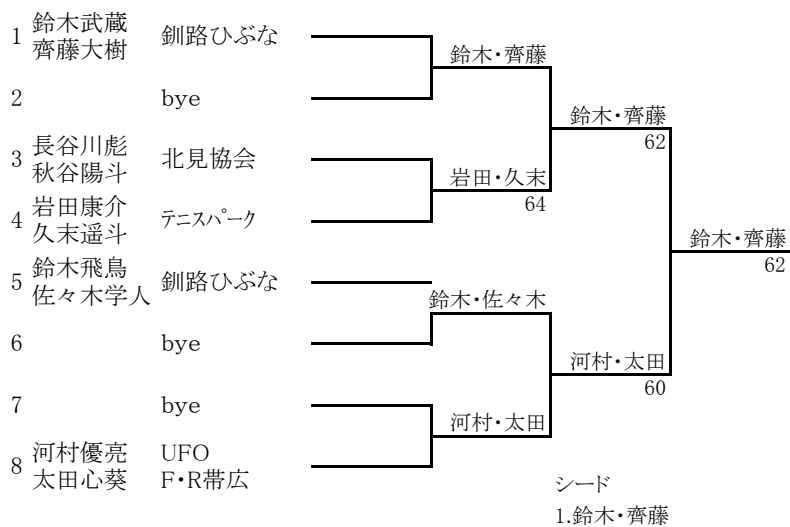 1 鈴木武蔵 釧路ひぶな
齊藤大樹
鈴木・齊藤
2 bye
鈴木・齊藤
62
3 長谷川彪 北見協会
秋谷陽斗
岩田・久末
64
4 岩田康介 テニスパーク
久末遥斗
鈴木・齊藤
62
5 鈴木飛鳥 釧路ひぶな
佐々木学人
鈴木・佐々木
6 bye
河村・太田
60
7 bye
河村・太田
8 河村優亮 UFO
太田心葵 F・R帯広
シード
1.鈴木・齊藤